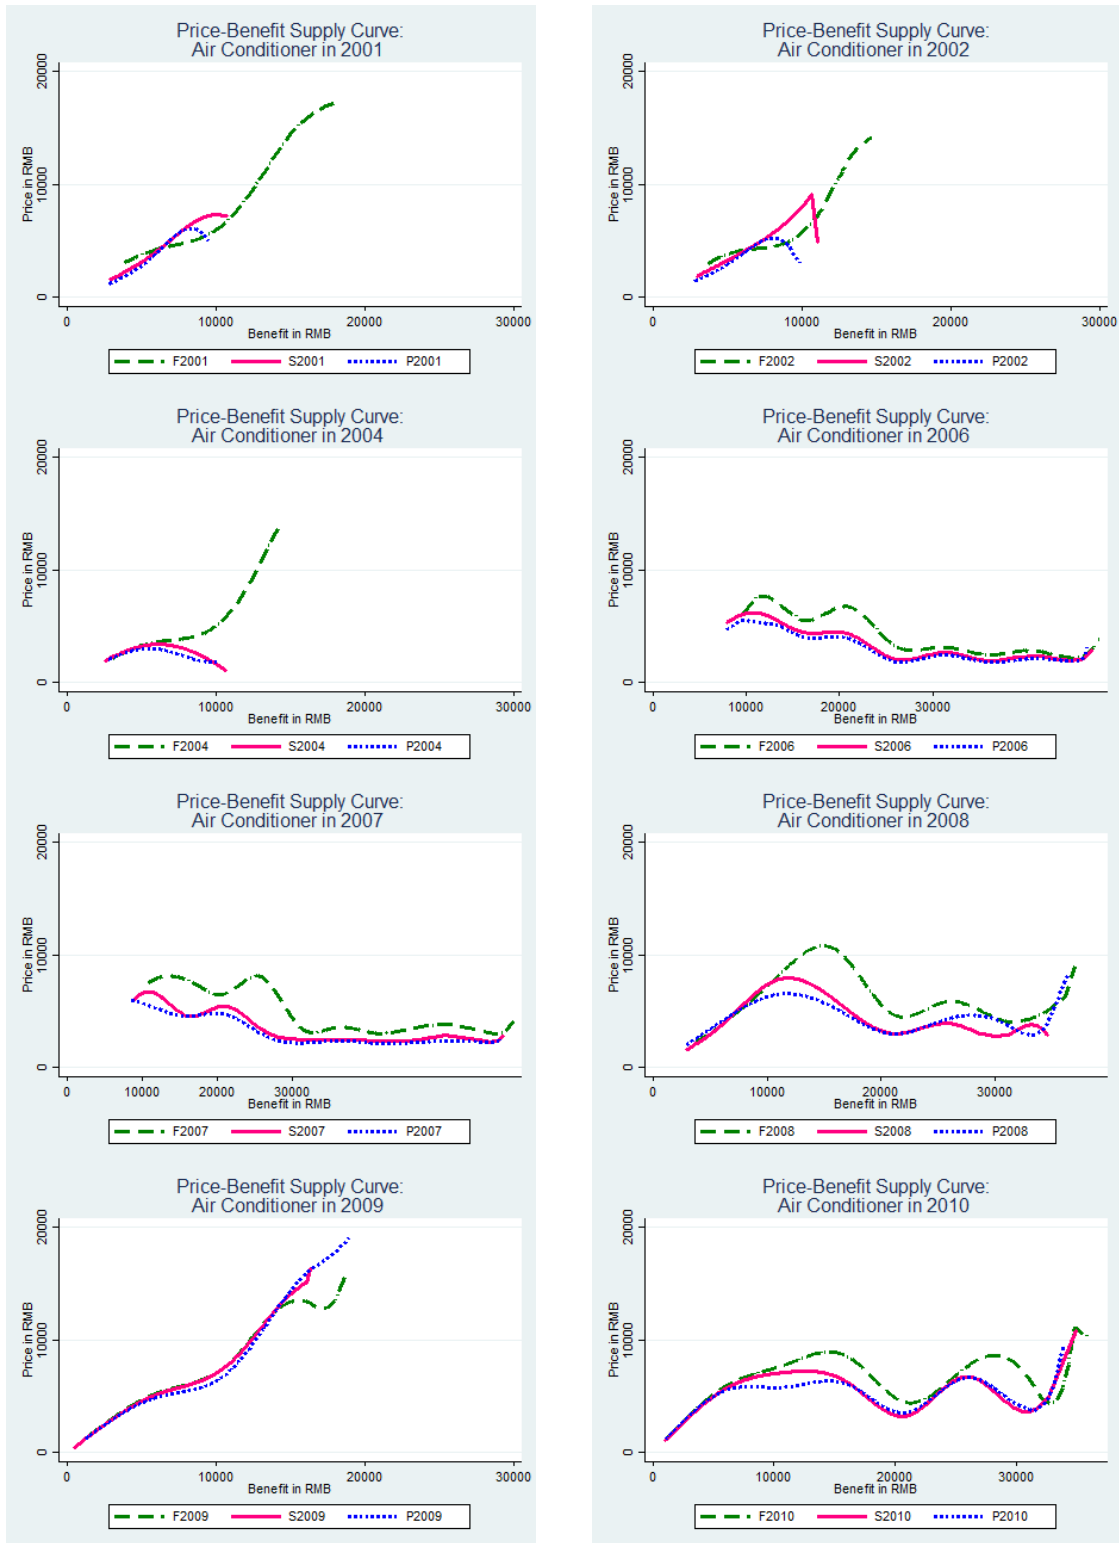 Price-Benefit Supply Curve:
Air Conditioner in 2001
Price in RMB
20000
10000
0
0 10000 20000 30000
Benefit in RMB
F2001 S2001 P2001
Price-Benefit Supply Curve:
Air Conditioner in 2002
Price in RMB
20000
10000
0
0 10000 20000 30000
Benefit in RMB
F2002 S2002 P2002
Price-Benefit Supply Curve:
Air Conditioner in 2004
Price in RMB
20000
10000
0
0 10000 20000 30000
Benefit in RMB
F2004 S2004 P2004
Price-Benefit Supply Curve:
Air Conditioner in 2006
Price in RMB
20000
10000
0
0 10000 20000 30000
Benefit in RMB
F2006 S2006 P2006
Price-Benefit Supply Curve:
Air Conditioner in 2007
Price in RMB
20000
10000
0
0 10000 20000 30000
Benefit in RMB
F2007 S2007 P2007
Price-Benefit Supply Curve:
Air Conditioner in 2008
Price in RMB
20000
10000
0
0 10000 20000 30000
Benefit in RMB
F2008 S2008 P2008
Price-Benefit Supply Curve:
Air Conditioner in 2009
Price in RMB
20000
10000
0
0 10000 20000 30000
Benefit in RMB
F2009 S2009 P2009
Price-Benefit Supply Curve:
Air Conditioner in 2010
Price in RMB
20000
10000
0
0 10000 20000 30000
Benefit in RMB
F2010 S2010 P2010